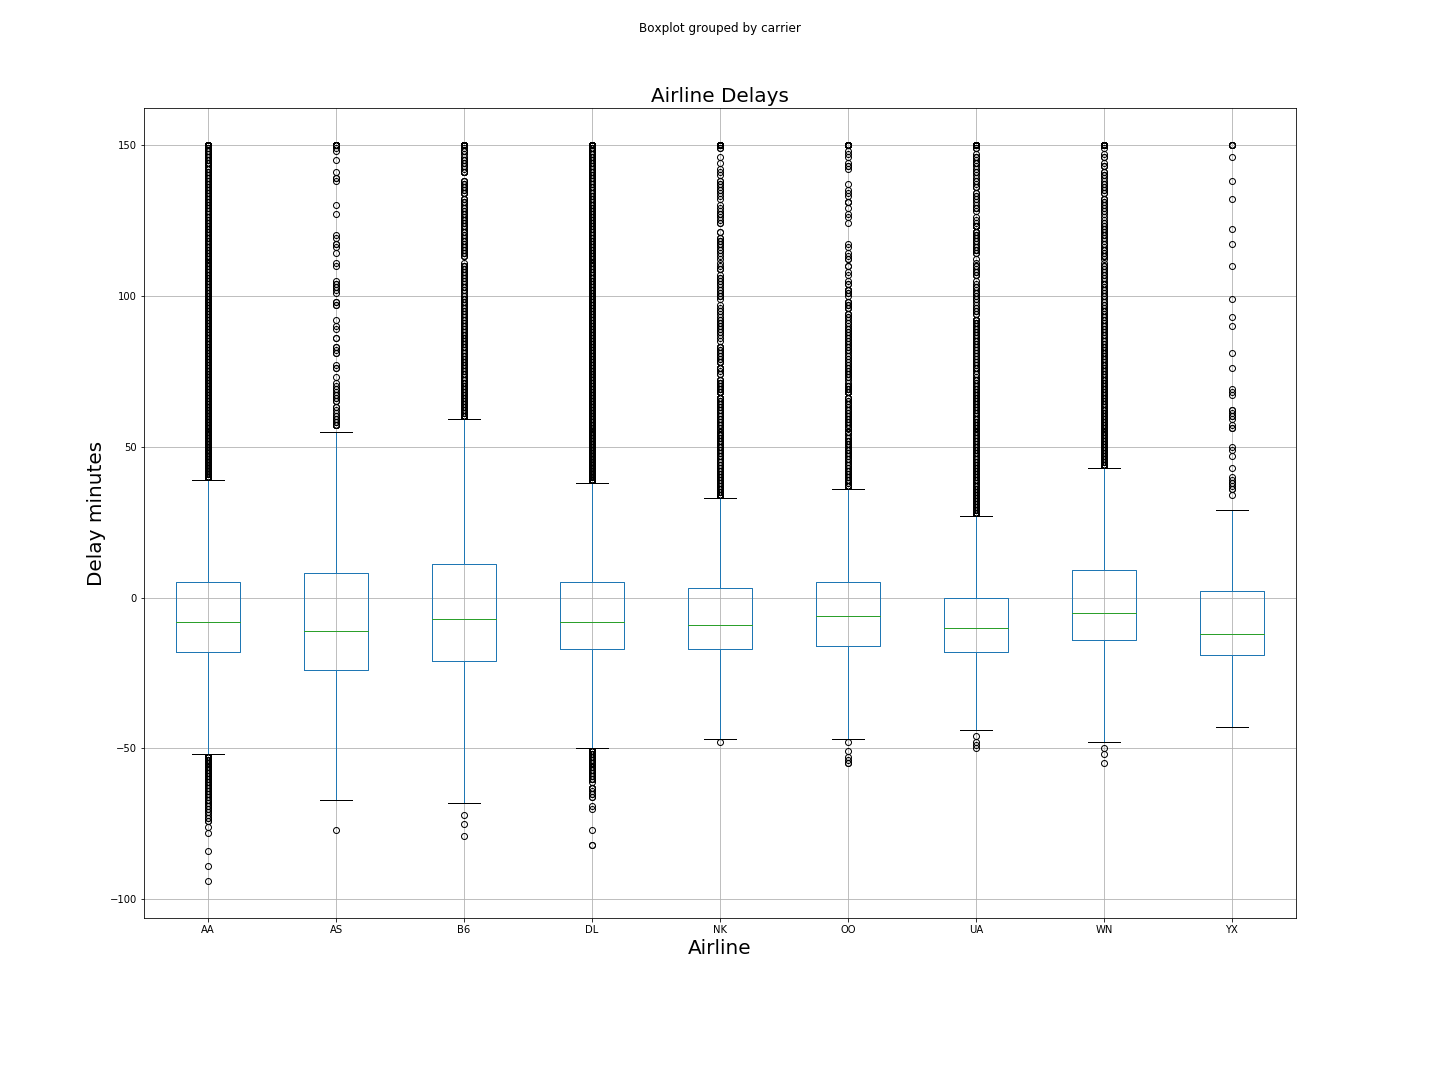 Boxplot grouped by carrier
Airline Delays
150
100
50
0
−50
−100
Delay minutes
AA AS B6 DL NK OO UA WN YX
Airline